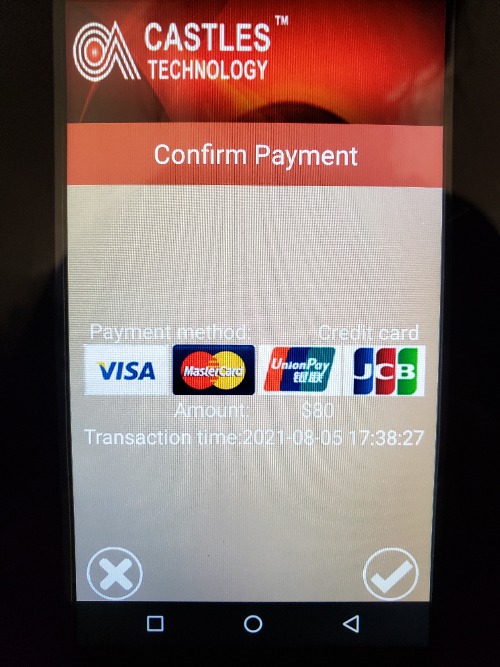 CASTLES™
TECHNOLOGY
Confirm Payment
Payment method: Credit card
VISA MasterCard UnionPay 银联 JCB
Amount: $80
Transaction time:2021-08-05 17:38:27